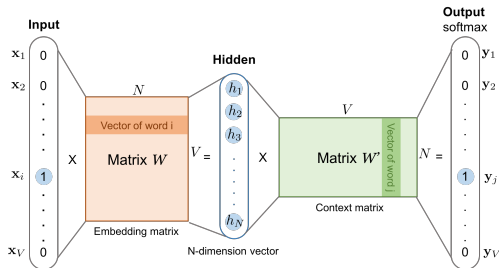 Input
x1 0
x2 0
xi 1
xV 0
X
N
Vector of word i
Matrix W
V =
Embedding matrix
Hidden
h1
h2
h3
hN
N-dimension vector
X
V
Matrix W'
Vector of word j
N =
Context matrix
Output
softmax
0 y1
0 y2
1 yj
0 yV